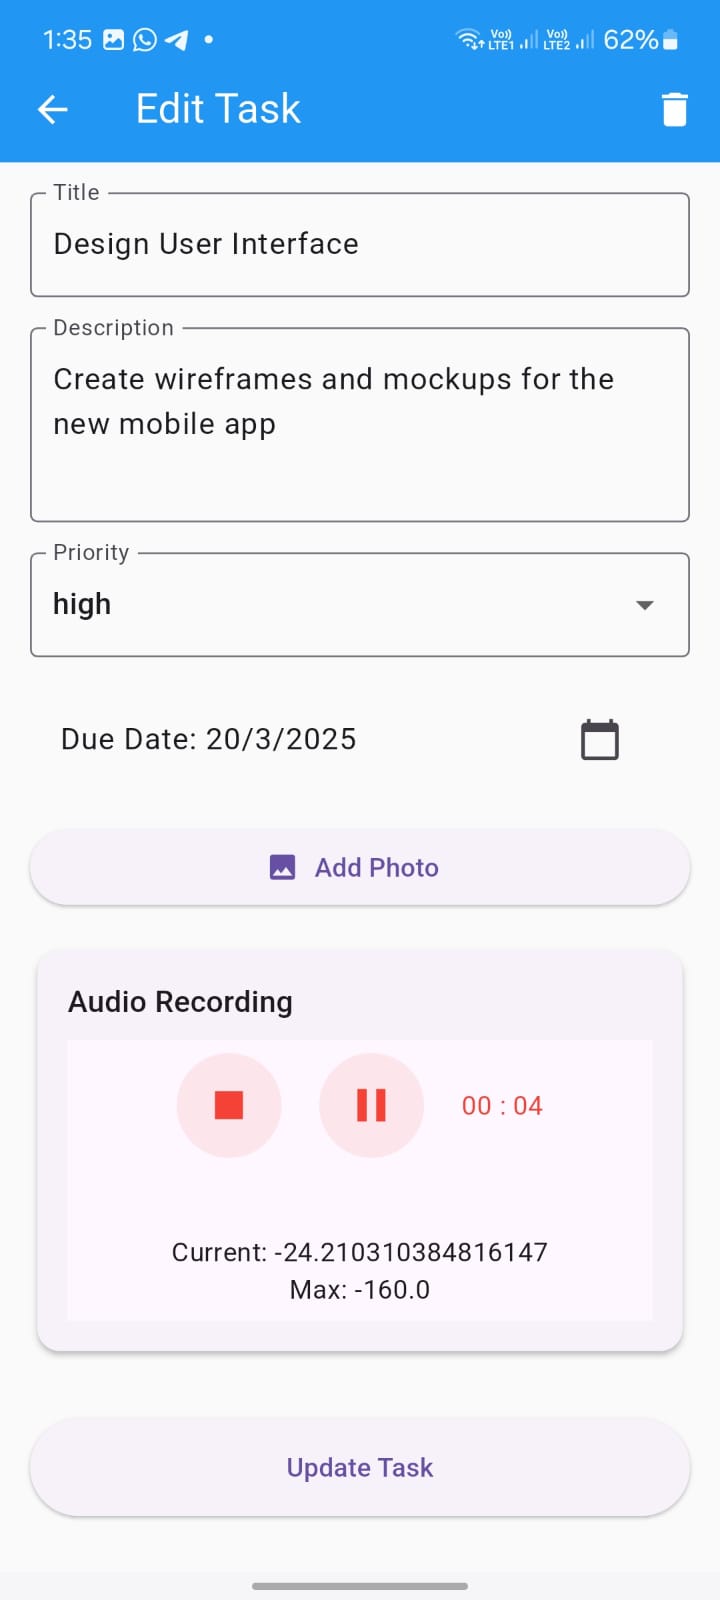 1:35
Vo)) LTE1 Vo)) LTE2 62%
Edit Task
Title
Design User Interface
Description
Create wireframes and mockups for the
new mobile app
Priority
high
Due Date: 20/3/2025
Add Photo
Audio Recording
00 : 04
Current: -24.210310384816147
Max: -160.0
Update Task